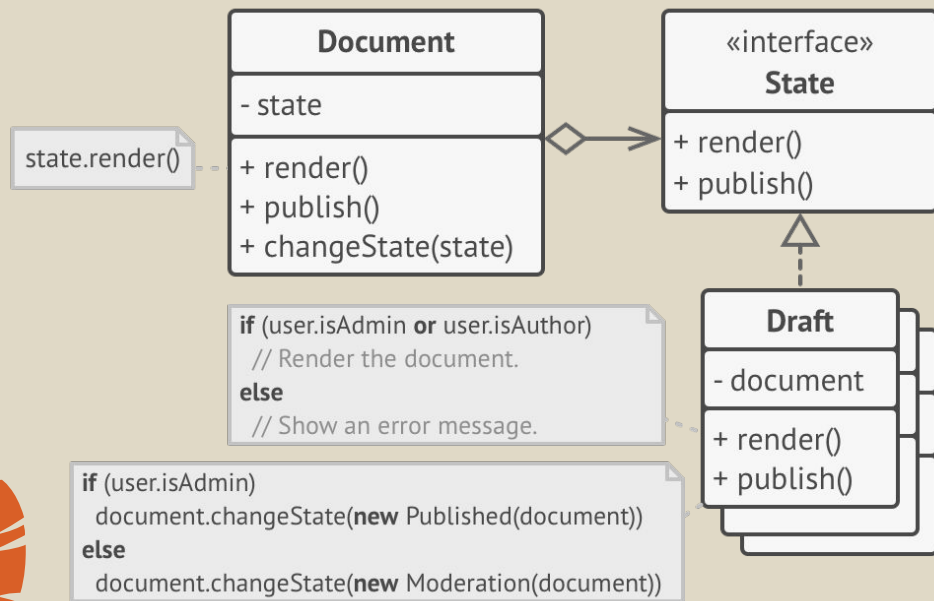 Document
- state
+ render()
+ publish()
+ changeState(state)
«interface»
State
+ render()
+ publish()
state.render()
Draft
- document
+ render()
+ publish()
if (user.isAdmin or user.isAuthor)
// Render the document.
else
// Show an error message.
if (user.isAdmin)
document.changeState(new Published(document))
else
document.changeState(new Moderation(document))